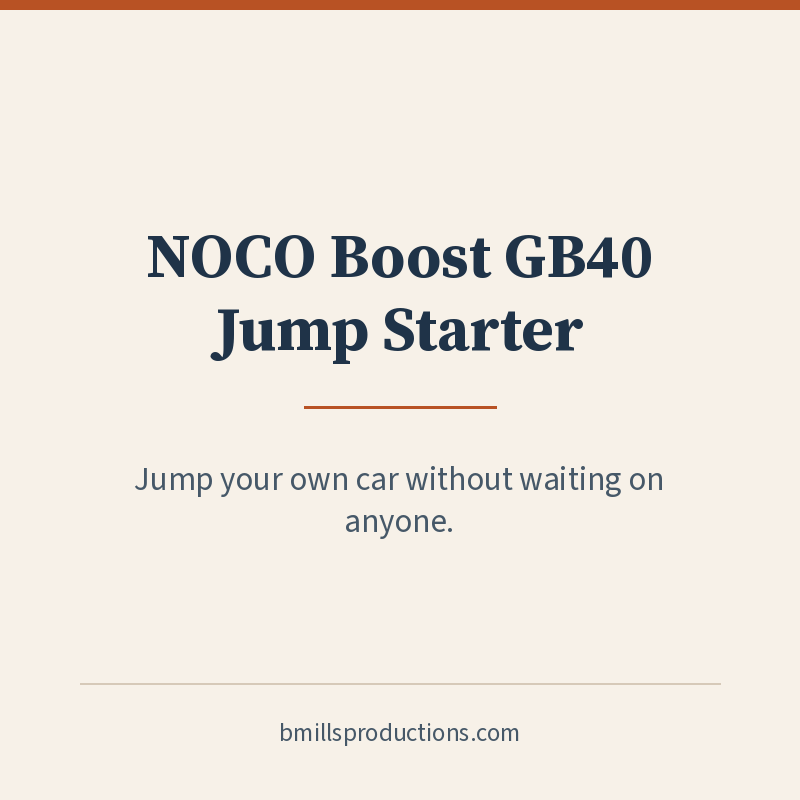 NOCO Boost GB40
Jump Starter
Jump your own car without waiting on
anyone.
bmillsproductions.com